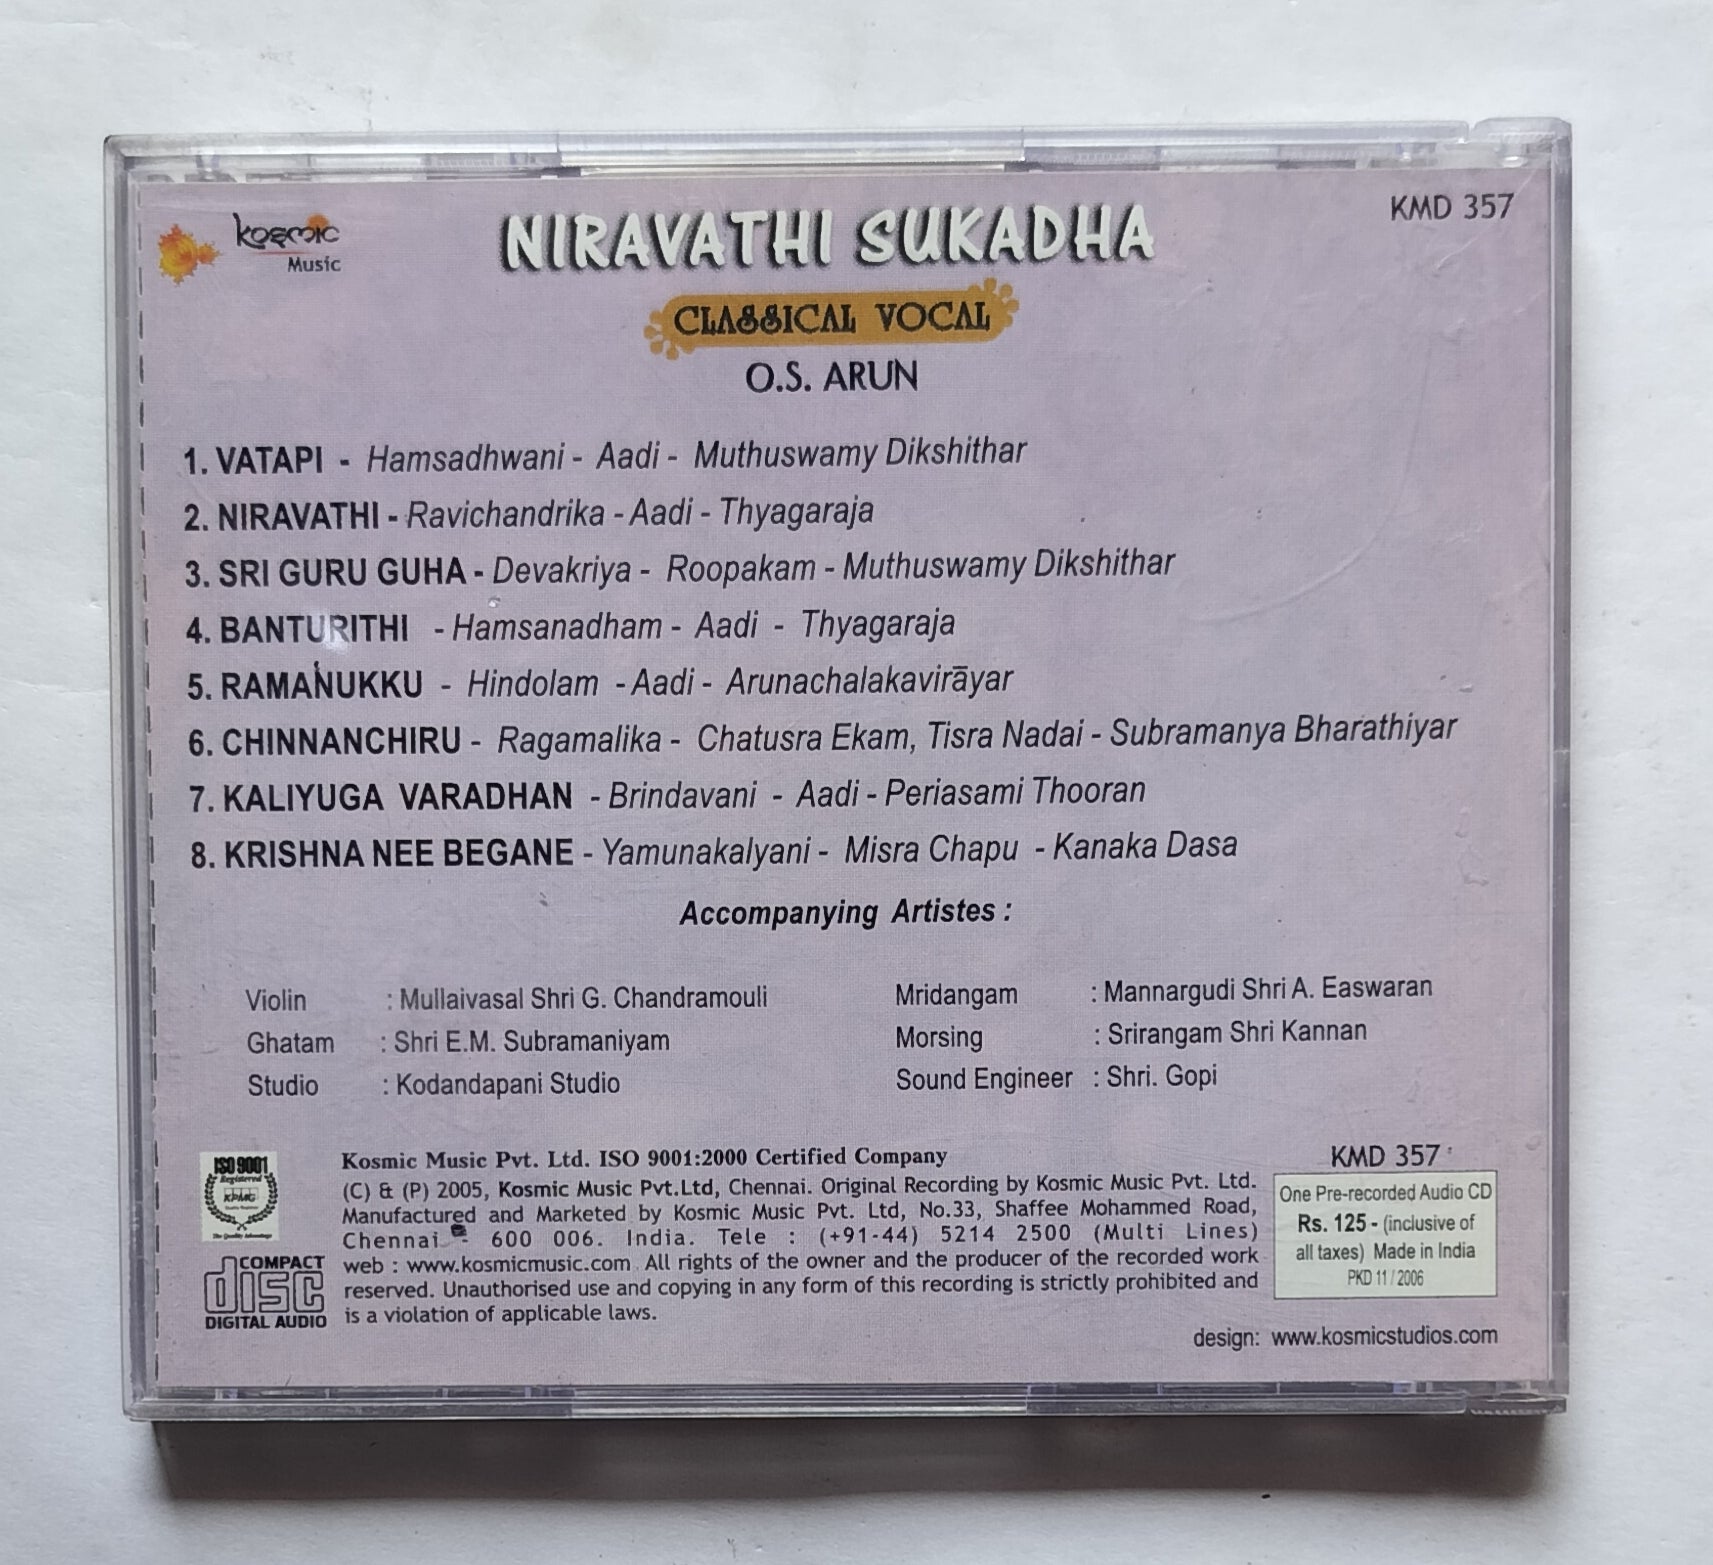 kosmic
Music
NIRAVATHI SUKADHA
KMD 357
CLASSICAL VOCAL
O.S. ARUN
1. VATAPI - Hamsadhwani - Aadi - Muthuswamy Dikshithar
2. NIRAVATHI - Ravichandrika - Aadi - Thyagaraja
3. SRI GURU GUHA - Devakriya - Roopakam - Muthuswamy Dikshithar
4. BANTURITHI - Hamsanadham - Aadi - Thyagaraja
5. RAMANUKKU - Hindolam - Aadi - Arunachalakavirāyar
6. CHINNANCHIRU - Ragamalika - Chatusra Ekam, Tisra Nadai - Subramanya Bharathiyar
7. KALIYUGA VARADHAN - Brindavani - Aadi - Periasami Thooran
8. KRISHNA NEE BEGANE - Yamunakalyani - Misra Chapu - Kanaka Dasa
Accompanying Artistes :
Violin : Mullaivasal Shri G. Chandramouli
Ghatam : Shri E.M. Subramaniyam
Studio : Kodandapani Studio
Mridangam : Mannargudi Shri A. Easwaran
Morsing : Srirangam Shri Kannan
Sound Engineer : Shri. Gopi
ISO 9001
Registered
KPMG
COMPACT
disc
DIGITAL AUDIO
Kosmic Music Pvt. Ltd. ISO 9001:2000 Certified Company
(C) & (P) 2005, Kosmic Music Pvt.Ltd, Chennai. Original Recording by Kosmic Music Pvt. Ltd.
Manufactured and Marketed by Kosmic Music Pvt. Ltd, No.33, Shaffee Mohammed Road,
Chennai - 600 006. India. Tele : (+91-44) 5214 2500 (Multi Lines)
web : www.kosmicmusic.com All rights of the owner and the producer of the recorded work
reserved. Unauthorised use and copying in any form of this recording is strictly prohibited and
is a violation of applicable laws.
KMD 357
One Pre-recorded Audio CD
Rs. 125 - (inclusive of
all taxes) Made in India
PKD 11 / 2006
design: www.kosmicstudios.com